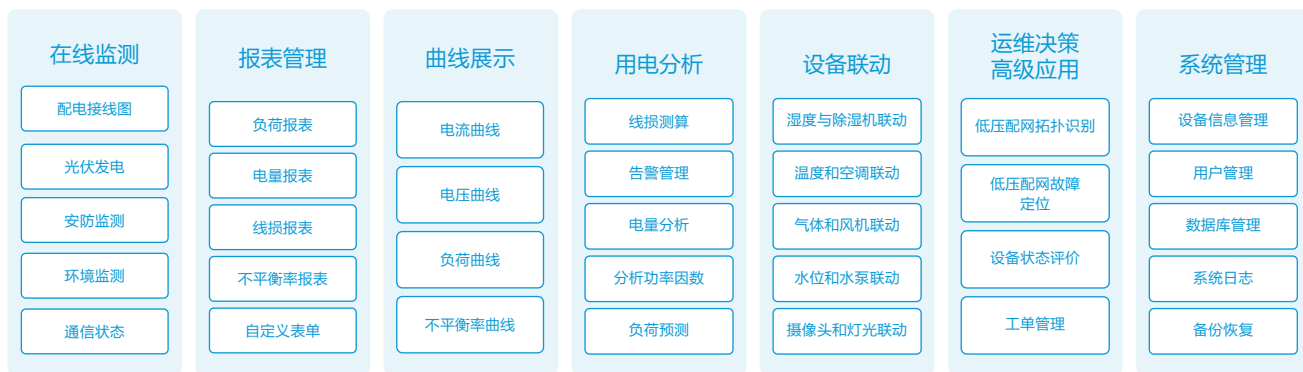 在线监测
配电接线图
光伏发电
安防监测
环境监测
通信状态
报表管理
负荷报表
电量报表
线损报表
不平衡率报表
自定义表单
曲线展示
电流曲线
电压曲线
负荷曲线
不平衡率曲线
用电分析
线损测算
告警管理
电量分析
分析功率因数
负荷预测
设备联动
湿度与除湿机联动
温度和空调联动
气体和风机联动
水位和水泵联动
摄像头和灯光联动
运维决策
高级应用
低压配网拓扑识别
低压配网故障
定位
设备状态评价
工单管理
系统管理
设备信息管理
用户管理
数据库管理
系统日志
备份恢复